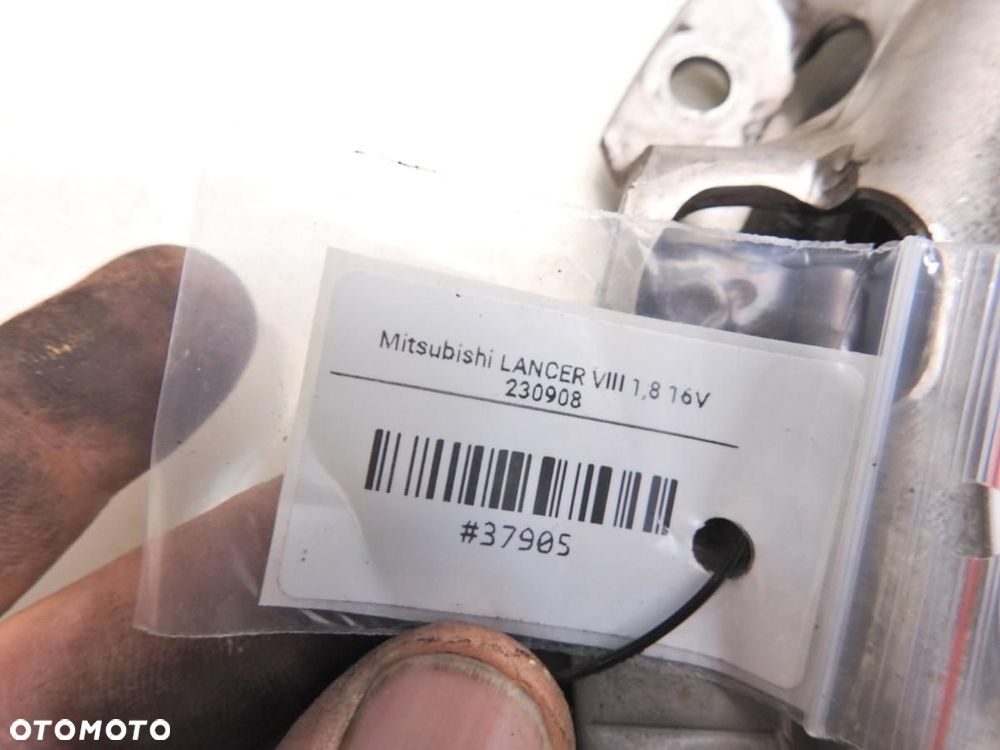 Mitsubishi LANCER VIII 1,8 16V
230908
#37905
OTOMOTO